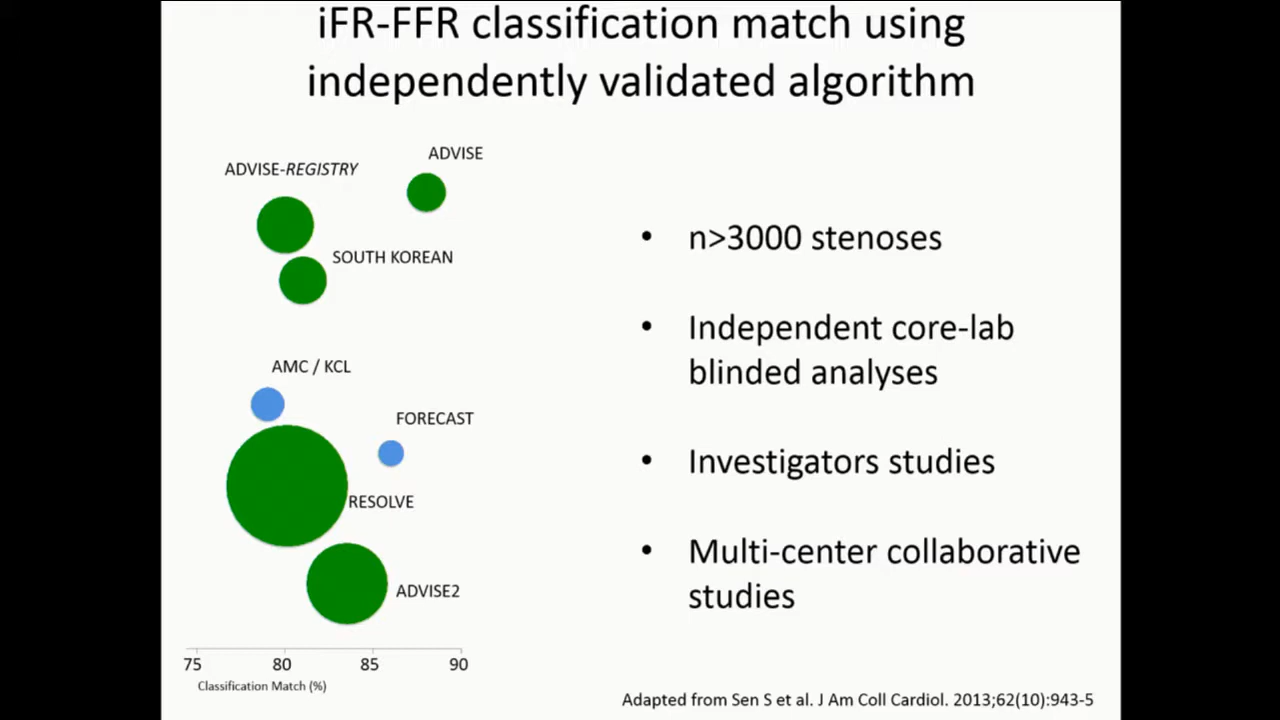 iFR-FFR classification match using
independently validated algorithm
ADVISE
ADVISE-REGISTRY
SOUTH KOREAN
AMC / KCL
FORECAST
RESOLVE
ADVISE2
75 80 85 90
Classification Match (%)
• n>3000 stenoses
• Independent core-lab
blinded analyses
• Investigators studies
• Multi-center collaborative
studies
Adapted from Sen S et al. J Am Coll Cardiol. 2013;62(10):943-5